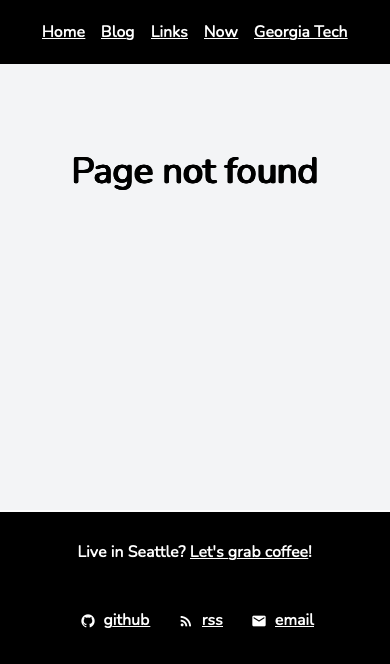 Home Blog Links Now Georgia Tech
Page not found
Live in Seattle? Let's grab coffee!
github rss email